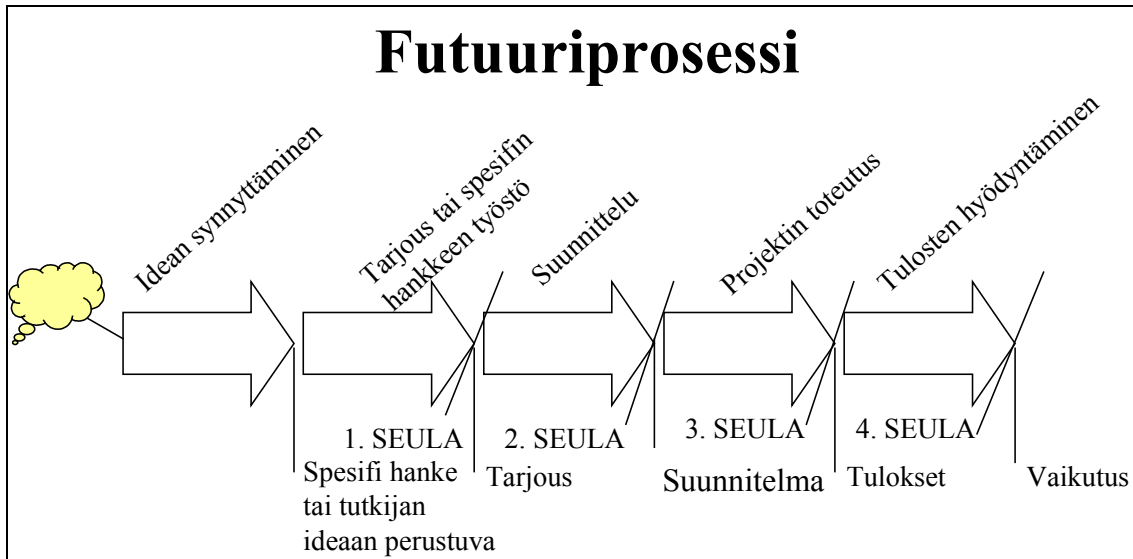 Futuuriprosessi
Idean synnyttäminen
Tarjous tai spesifin
hankkeen työstö
Suunnittelu
Projektin toteutus
Tulosten hyödyntäminen
1. SEULA
2. SEULA
3. SEULA
4. SEULA
Spesifi hanke
tai tutkijan
ideaan perustuva
Tarjous
Suunnitelma
Tulokset
Vaikutus